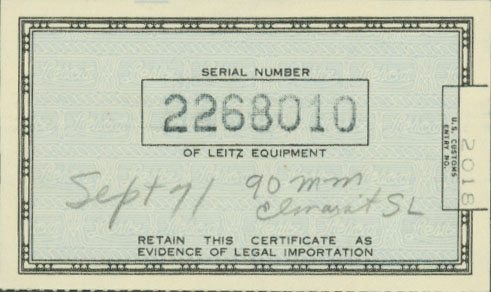 SERIAL NUMBER
2268010
OF LEITZ EQUIPMENT
U.S. CUSTOMS
ENTRY NO.
2018
Sept 71 90mm
Elmarit SL
RETAIN THIS CERTIFICATE AS
EVIDENCE OF LEGAL IMPORTATION